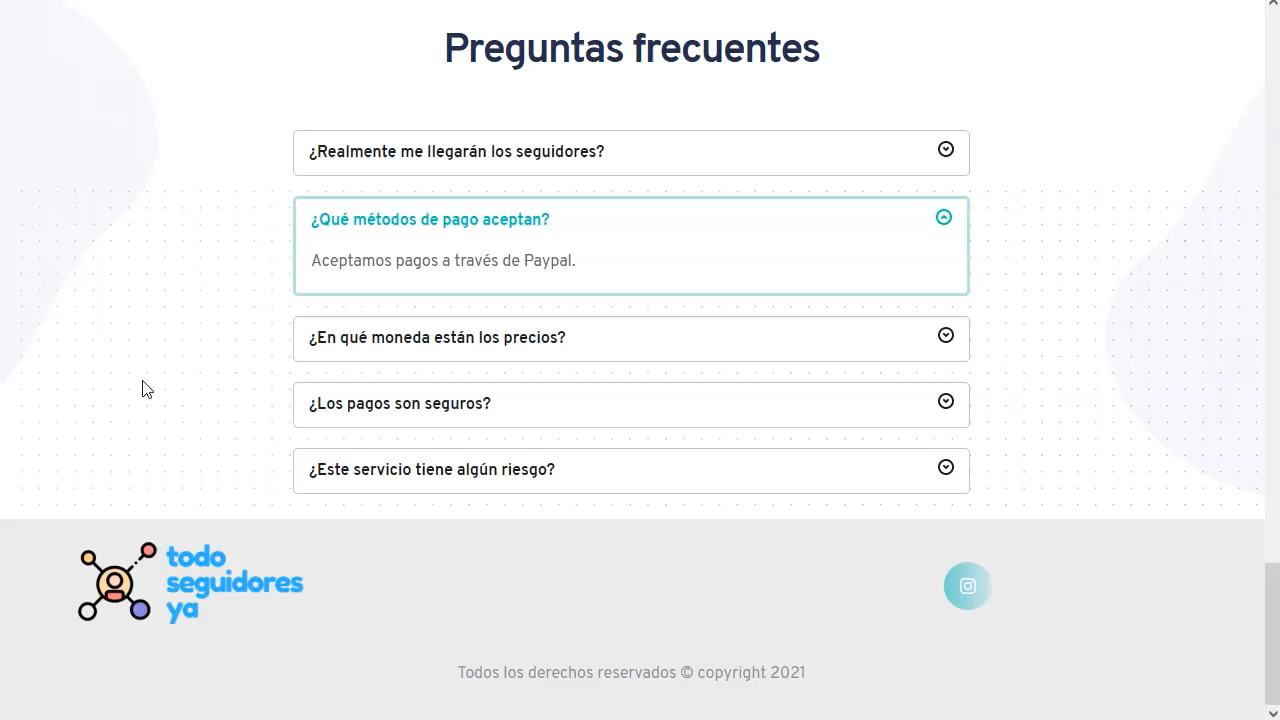 Preguntas frecuentes
¿Realmente me llegarán los seguidores?
¿Qué métodos de pago aceptan?
Aceptamos pagos a través de Paypal.
¿En qué moneda están los precios?
¿Los pagos son seguros?
¿Este servicio tiene algún riesgo?
todo
seguidores
ya
Todos los derechos reservados © copyright 2021